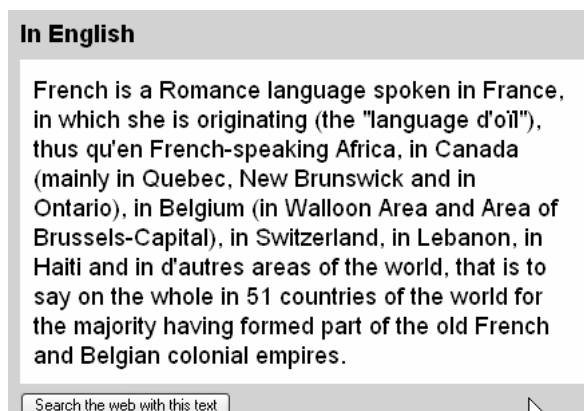 In English
French is a Romance language spoken in France,
in which she is originating (the "language d'oïl"),
thus qu'en French-speaking Africa, in Canada
(mainly in Quebec, New Brunswick and in
Ontario), in Belgium (in Walloon Area and Area of
Brussels-Capital), in Switzerland, in Lebanon, in
Haiti and in d'autres areas of the world, that is to
say on the whole in 51 countries of the world for
the majority having formed part of the old French
and Belgian colonial empires.
Search the web with this text